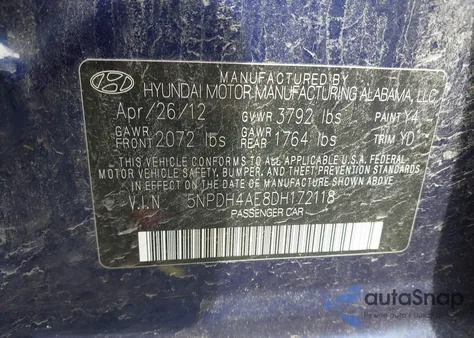 MANUFACTURED BY
HYUNDAI MOTOR MANUFACTURING ALABAMA, LLC
Apr/26/12 GVWR 3792 lbs PAINT Y4
GAWR FRONT 2072 lbs GAWR REAR 1764 lbs TRIM YD
THIS VEHICLE CONFORMS TO ALL APPLICABLE U.S.A. FEDERAL
MOTOR VEHICLE SAFETY, BUMPER, AND THEFT PREVENTION STANDARDS
IN EFFECT ON THE DATE OF MANUFACTURE SHOWN ABOVE.
V.I.N 5NPDH4AE8DH172118
PASSENGER CAR
autoSnap